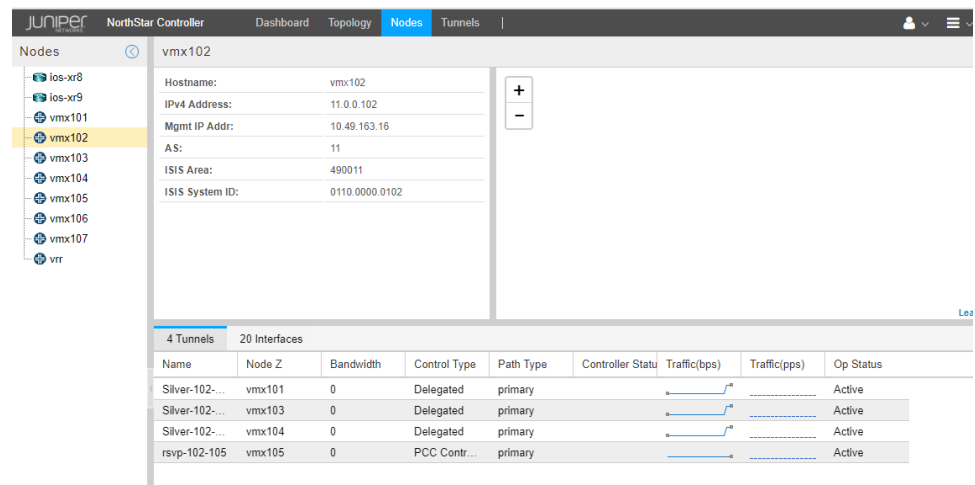 JUNIPER NETWORKS NorthStar Controller Dashboard Topology Nodes Tunnels
Nodes
vmx102
ios-xr8
ios-xr9
vmx101
vmx102
vmx103
vmx104
vmx105
vmx106
vmx107
vrr
Hostname: vmx102
IPv4 Address: 11.0.0.102
Mgmt IP Addr: 10.49.163.16
AS: 11
ISIS Area: 490011
ISIS System ID: 0110.0000.0102
+
−
Lea
4 Tunnels 20 Interfaces
Name Node Z Bandwidth Control Type Path Type Controller Statu Traffic(bps) Traffic(pps) Op Status
Silver-102-... vmx101 0 Delegated primary Active
Silver-102-... vmx103 0 Delegated primary Active
Silver-102-... vmx104 0 Delegated primary Active
rsvp-102-105 vmx105 0 PCC Contr... primary Active